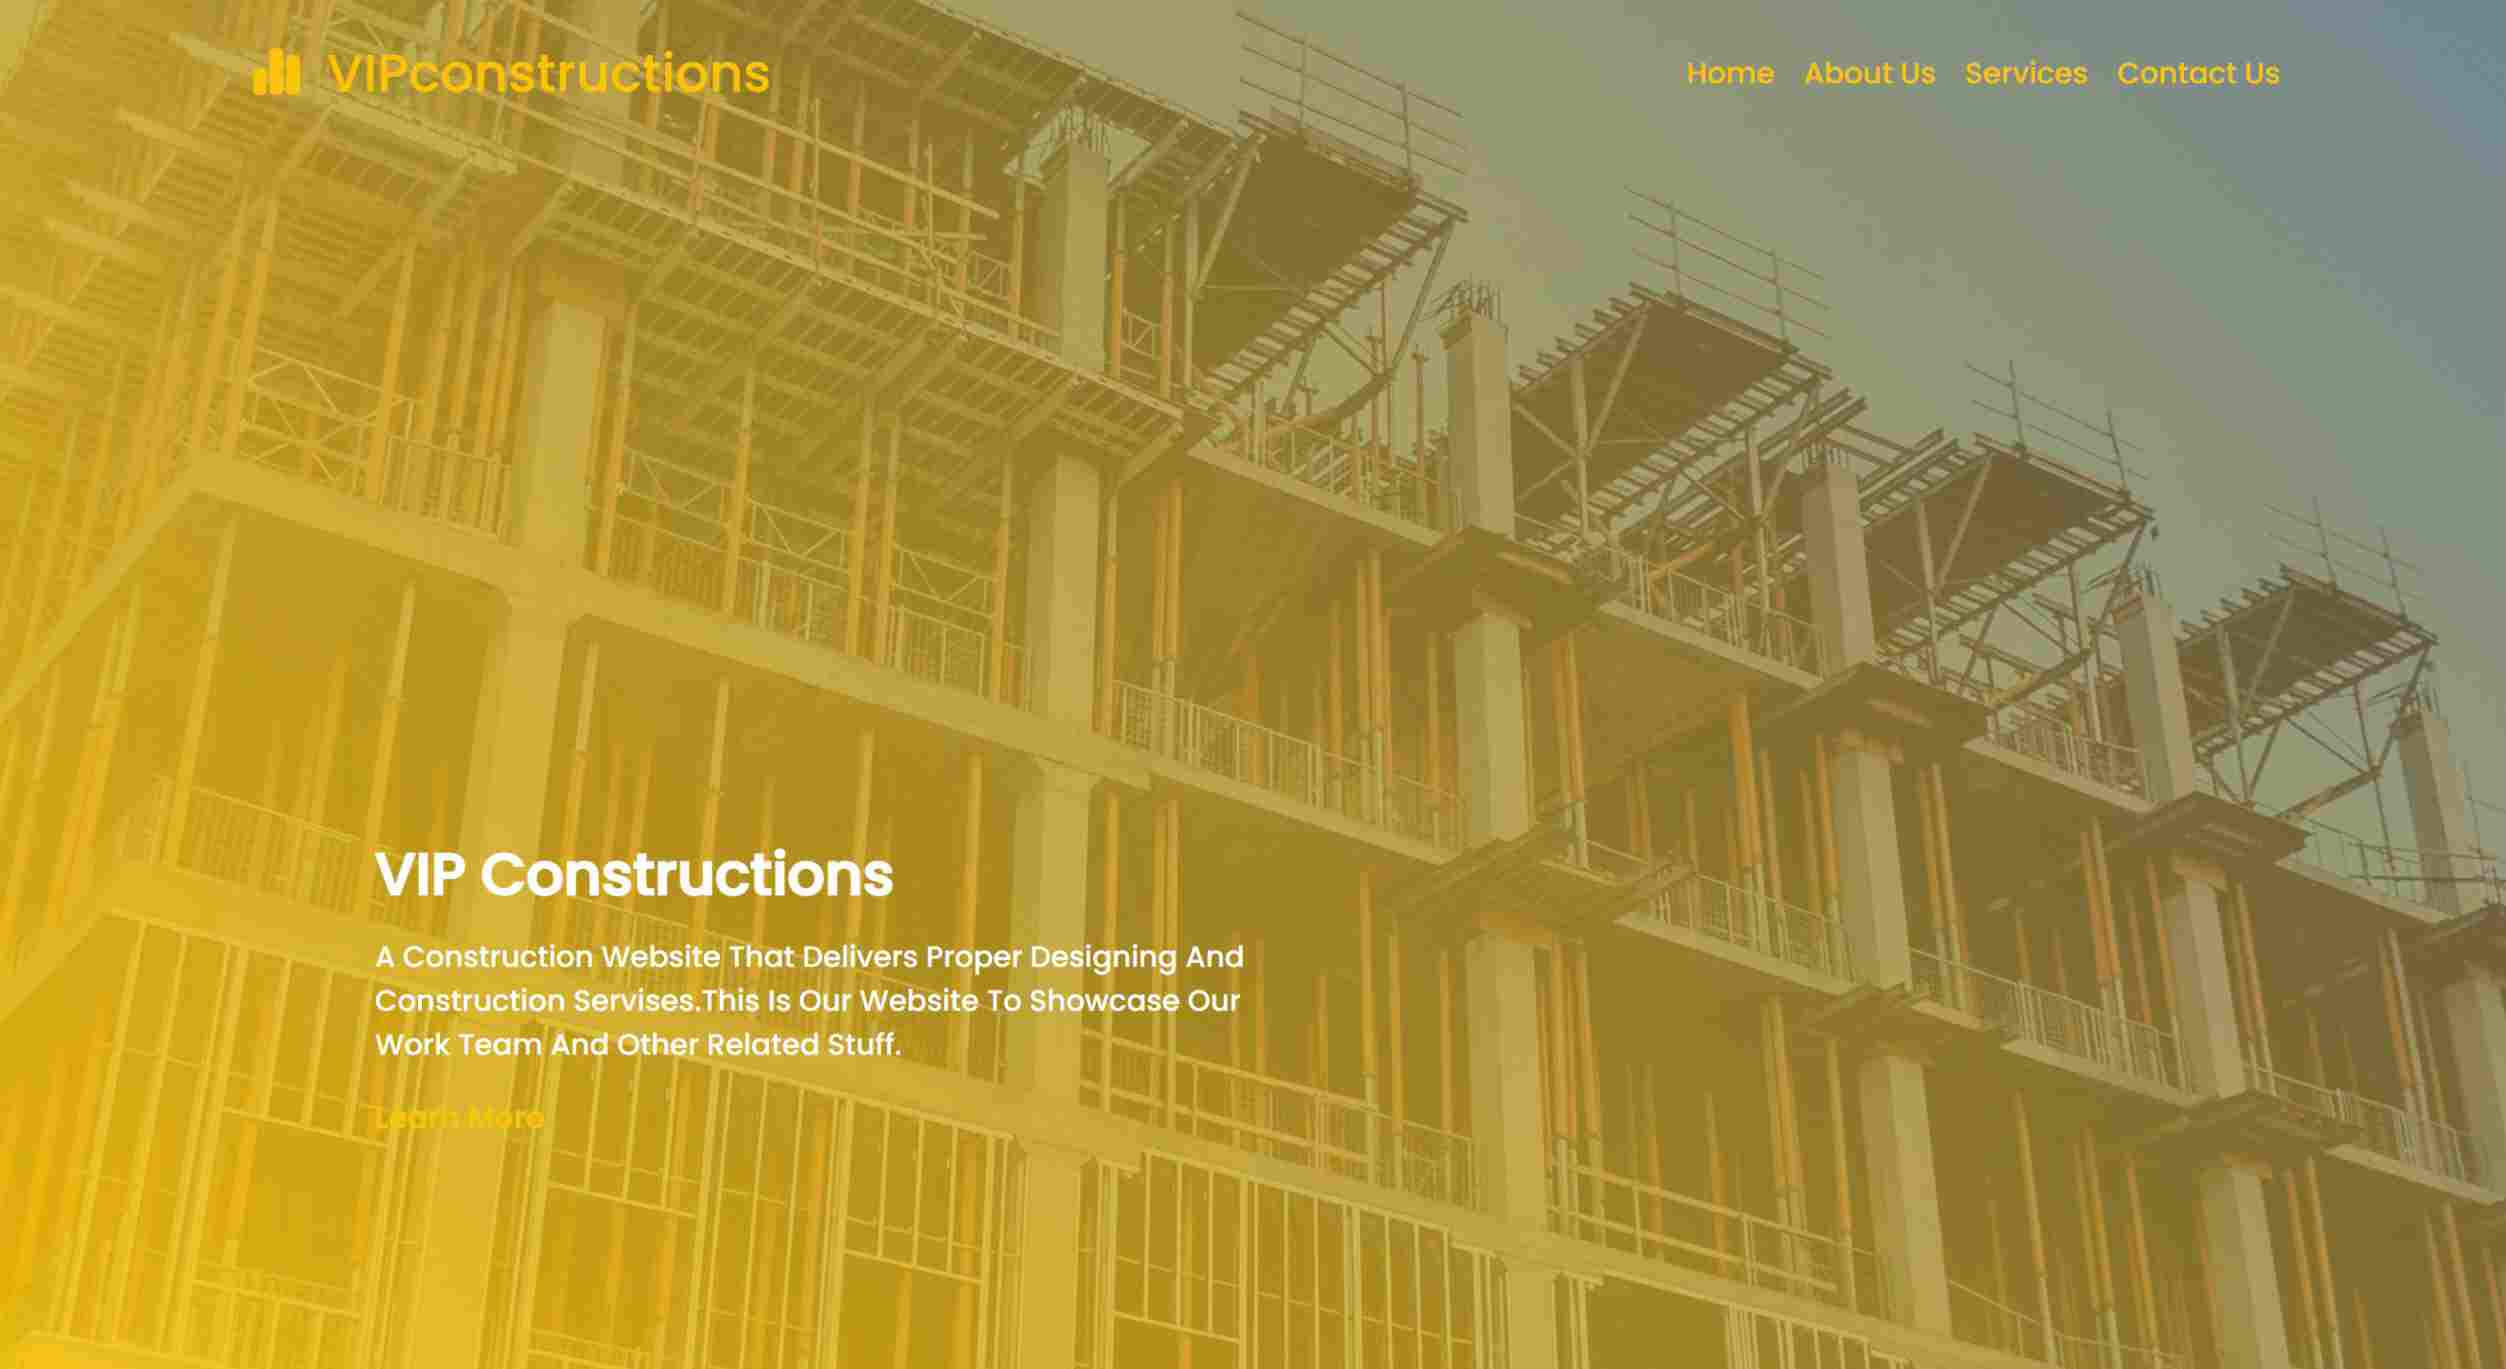 VIPconstructions
Home About Us Services Contact Us
VIP Constructions
A Construction Website That Delivers Proper Designing And
Construction Servises.This Is Our Website To Showcase Our
Work Team And Other Related Stuff.
Learn More